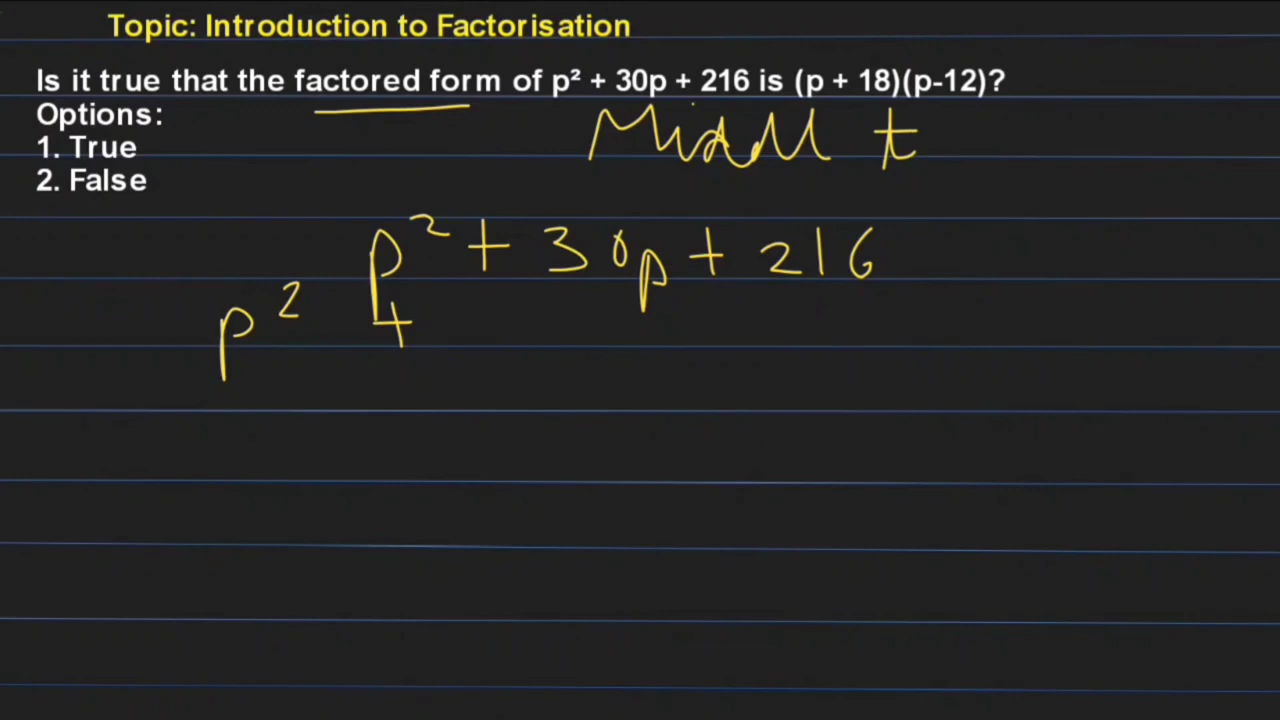 Topic: Introduction to Factorisation
Is it true that the factored form of p² + 30p + 216 is (p + 18)(p-12)?
Options:
1. True
2. False
Middl t
p² + 30p + 216
p² +